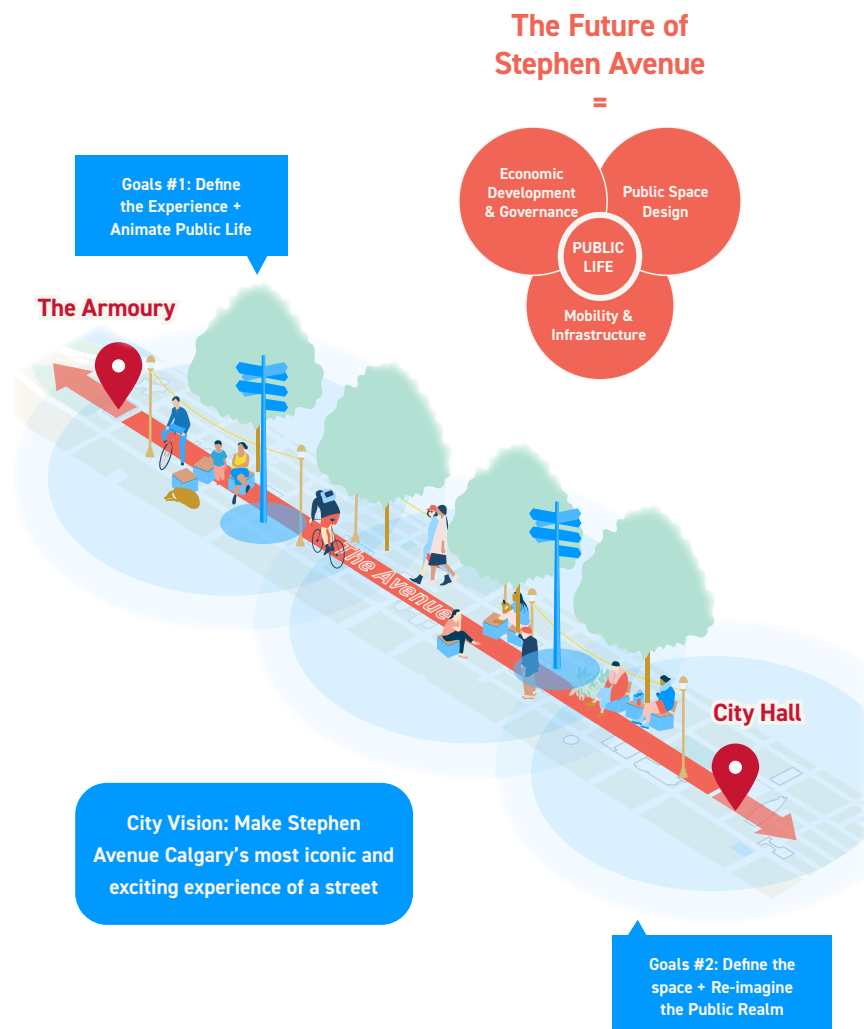 The Future of
Stephen Avenue
=
Economic
Development
& Governance
Public Space
Design
PUBLIC
LIFE
Mobility &
Infrastructure
Goals #1: Define
the Experience +
Animate Public Life
The Armoury
The Avenue
City Hall
City Vision: Make Stephen
Avenue Calgary's most iconic and
exciting experience of a street
Goals #2: Define the
space + Re-imagine
the Public Realm